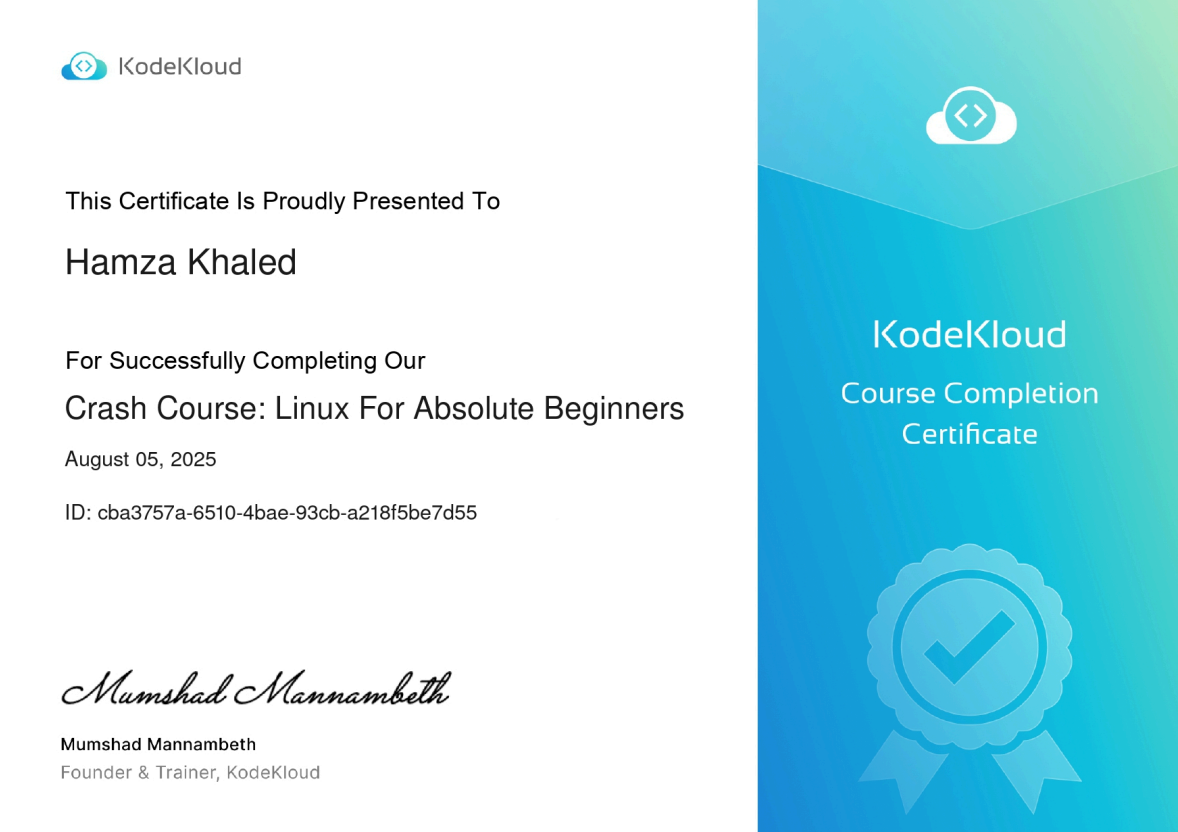 KodeKloud
This Certificate Is Proudly Presented To
Hamza Khaled
For Successfully Completing Our
Crash Course: Linux For Absolute Beginners
August 05, 2025
ID: cba3757a-6510-4bae-93cb-a218f5be7d55
Mumshad Mannambeth
Mumshad Mannambeth
Founder & Trainer, KodeKloud
KodeKloud
Course Completion
Certificate